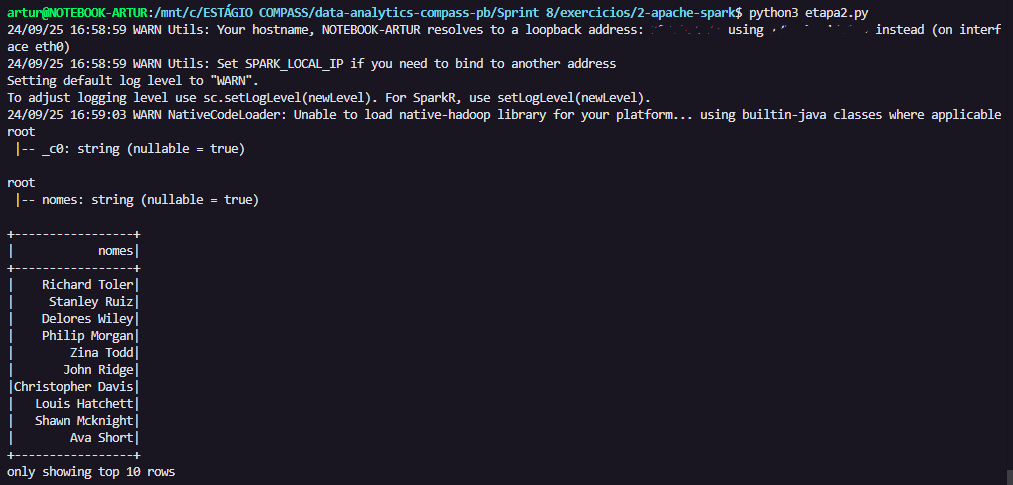 artur@NOTEBOOK-ARTUR:/mnt/c/ESTÁGIO COMPASS/data-analytics-compass-pb/Sprint 8/exercicios/2-apache-spark$ python3 etapa2.py
24/09/25 16:58:59 WARN Utils: Your hostname, NOTEBOOK-ARTUR resolves to a loopback address: using instead (on interf
ace eth0)
24/09/25 16:58:59 WARN Utils: Set SPARK_LOCAL_IP if you need to bind to another address
Setting default log level to "WARN".
To adjust logging level use sc.setLogLevel(newLevel). For SparkR, use setLogLevel(newLevel).
24/09/25 16:59:03 WARN NativeCodeLoader: Unable to load native-hadoop library for your platform... using builtin-java classes where applicable
root
 |-- _c0: string (nullable = true)

root
 |-- nomes: string (nullable = true)

+-----------------+
|            nomes|
+-----------------+
|    Richard Toler|
|     Stanley Ruiz|
|    Delores Wiley|
|    Philip Morgan|
|        Zina Todd|
|       John Ridge|
|Christopher Davis|
|   Louis Hatchett|
|   Shawn Mcknight|
|        Ava Short|
+-----------------+
only showing top 10 rows